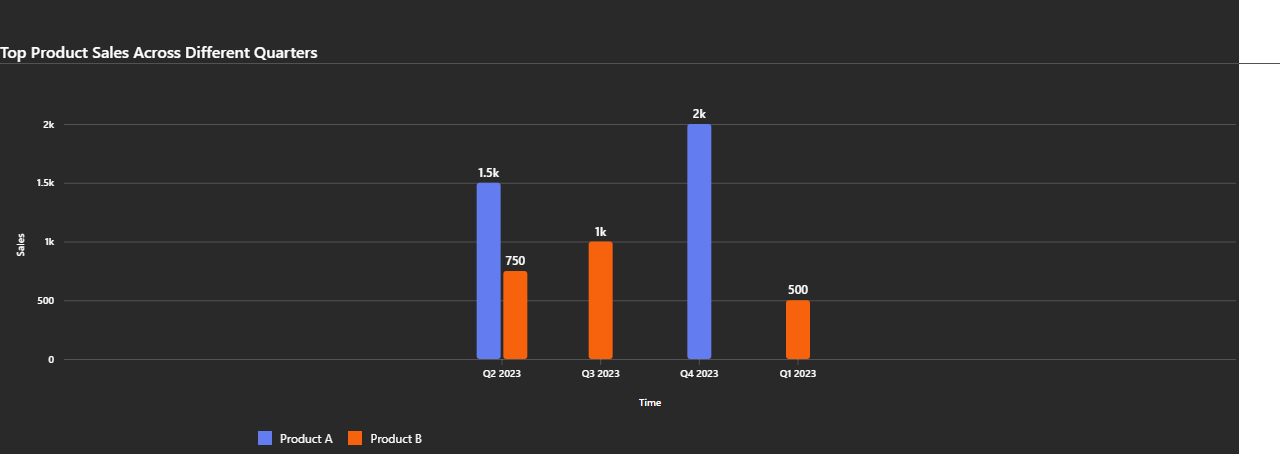 Top Product Sales Across Different Quarters
2k
2k
1.5k
1.5k
Sales
1k
1k
750
500
500
0
Q2 2023 Q3 2023 Q4 2023 Q1 2023
Time
Product A Product B